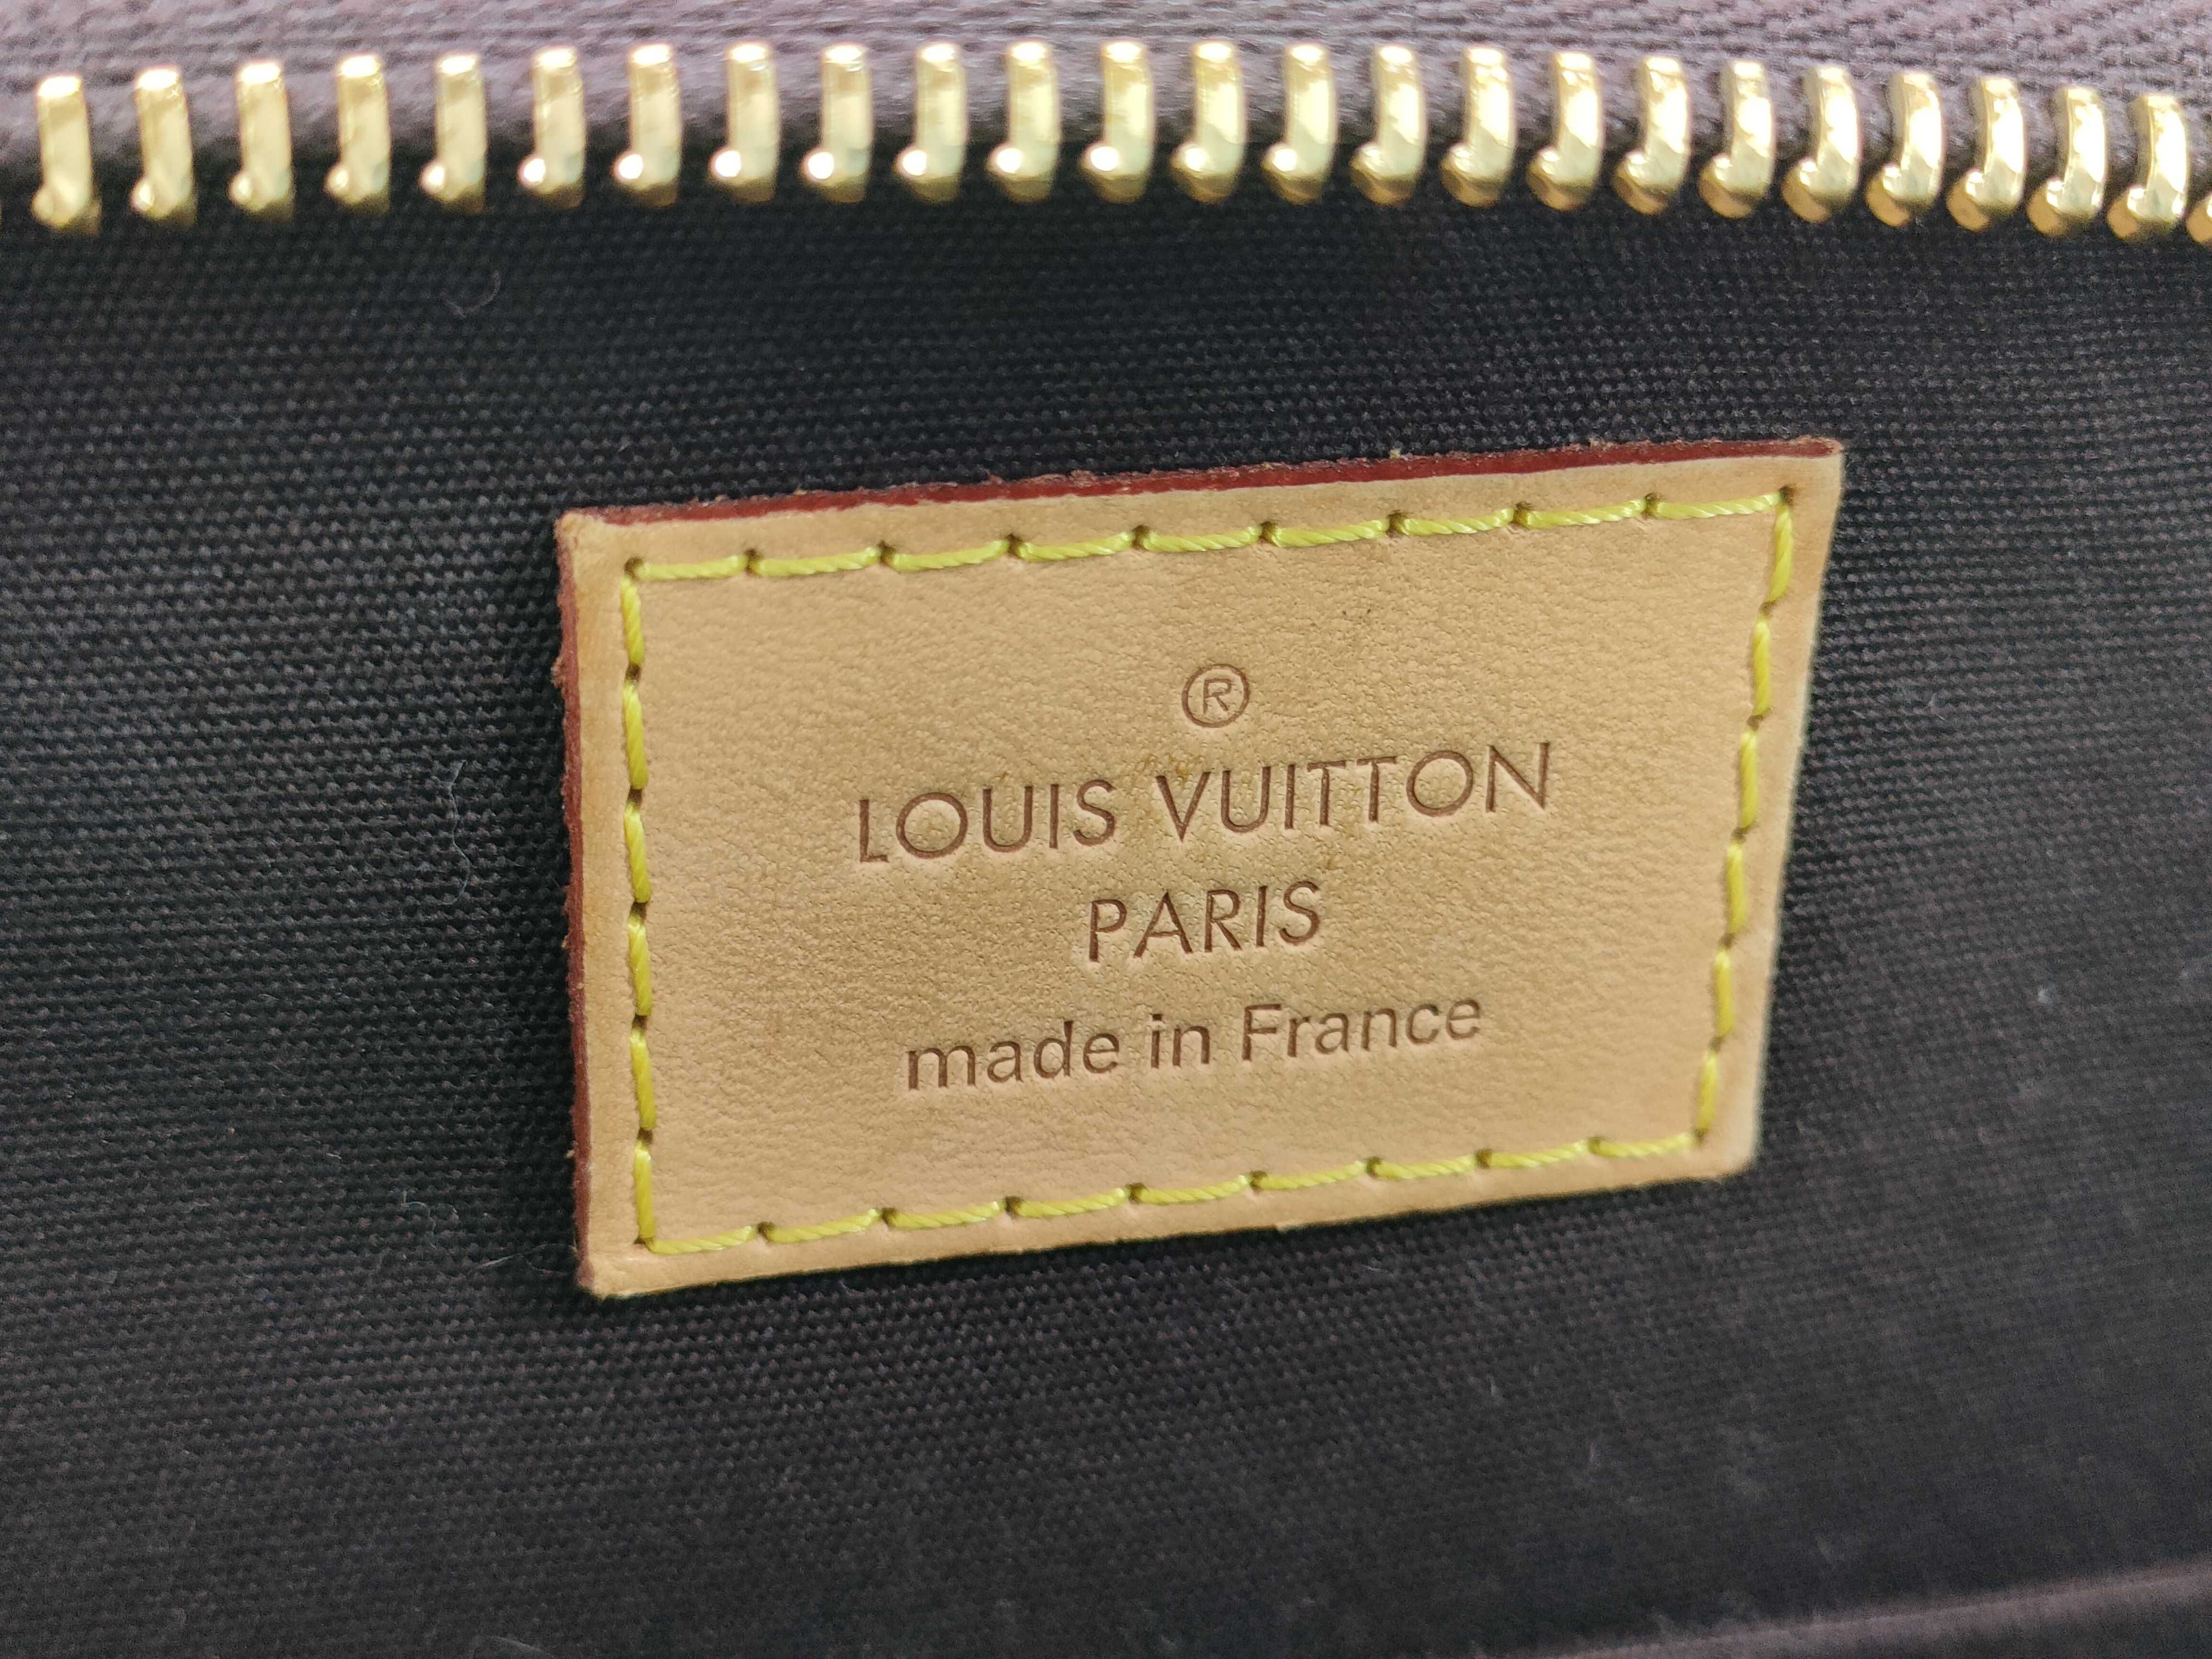 ®
LOUIS VUITTON
PARIS
made in France